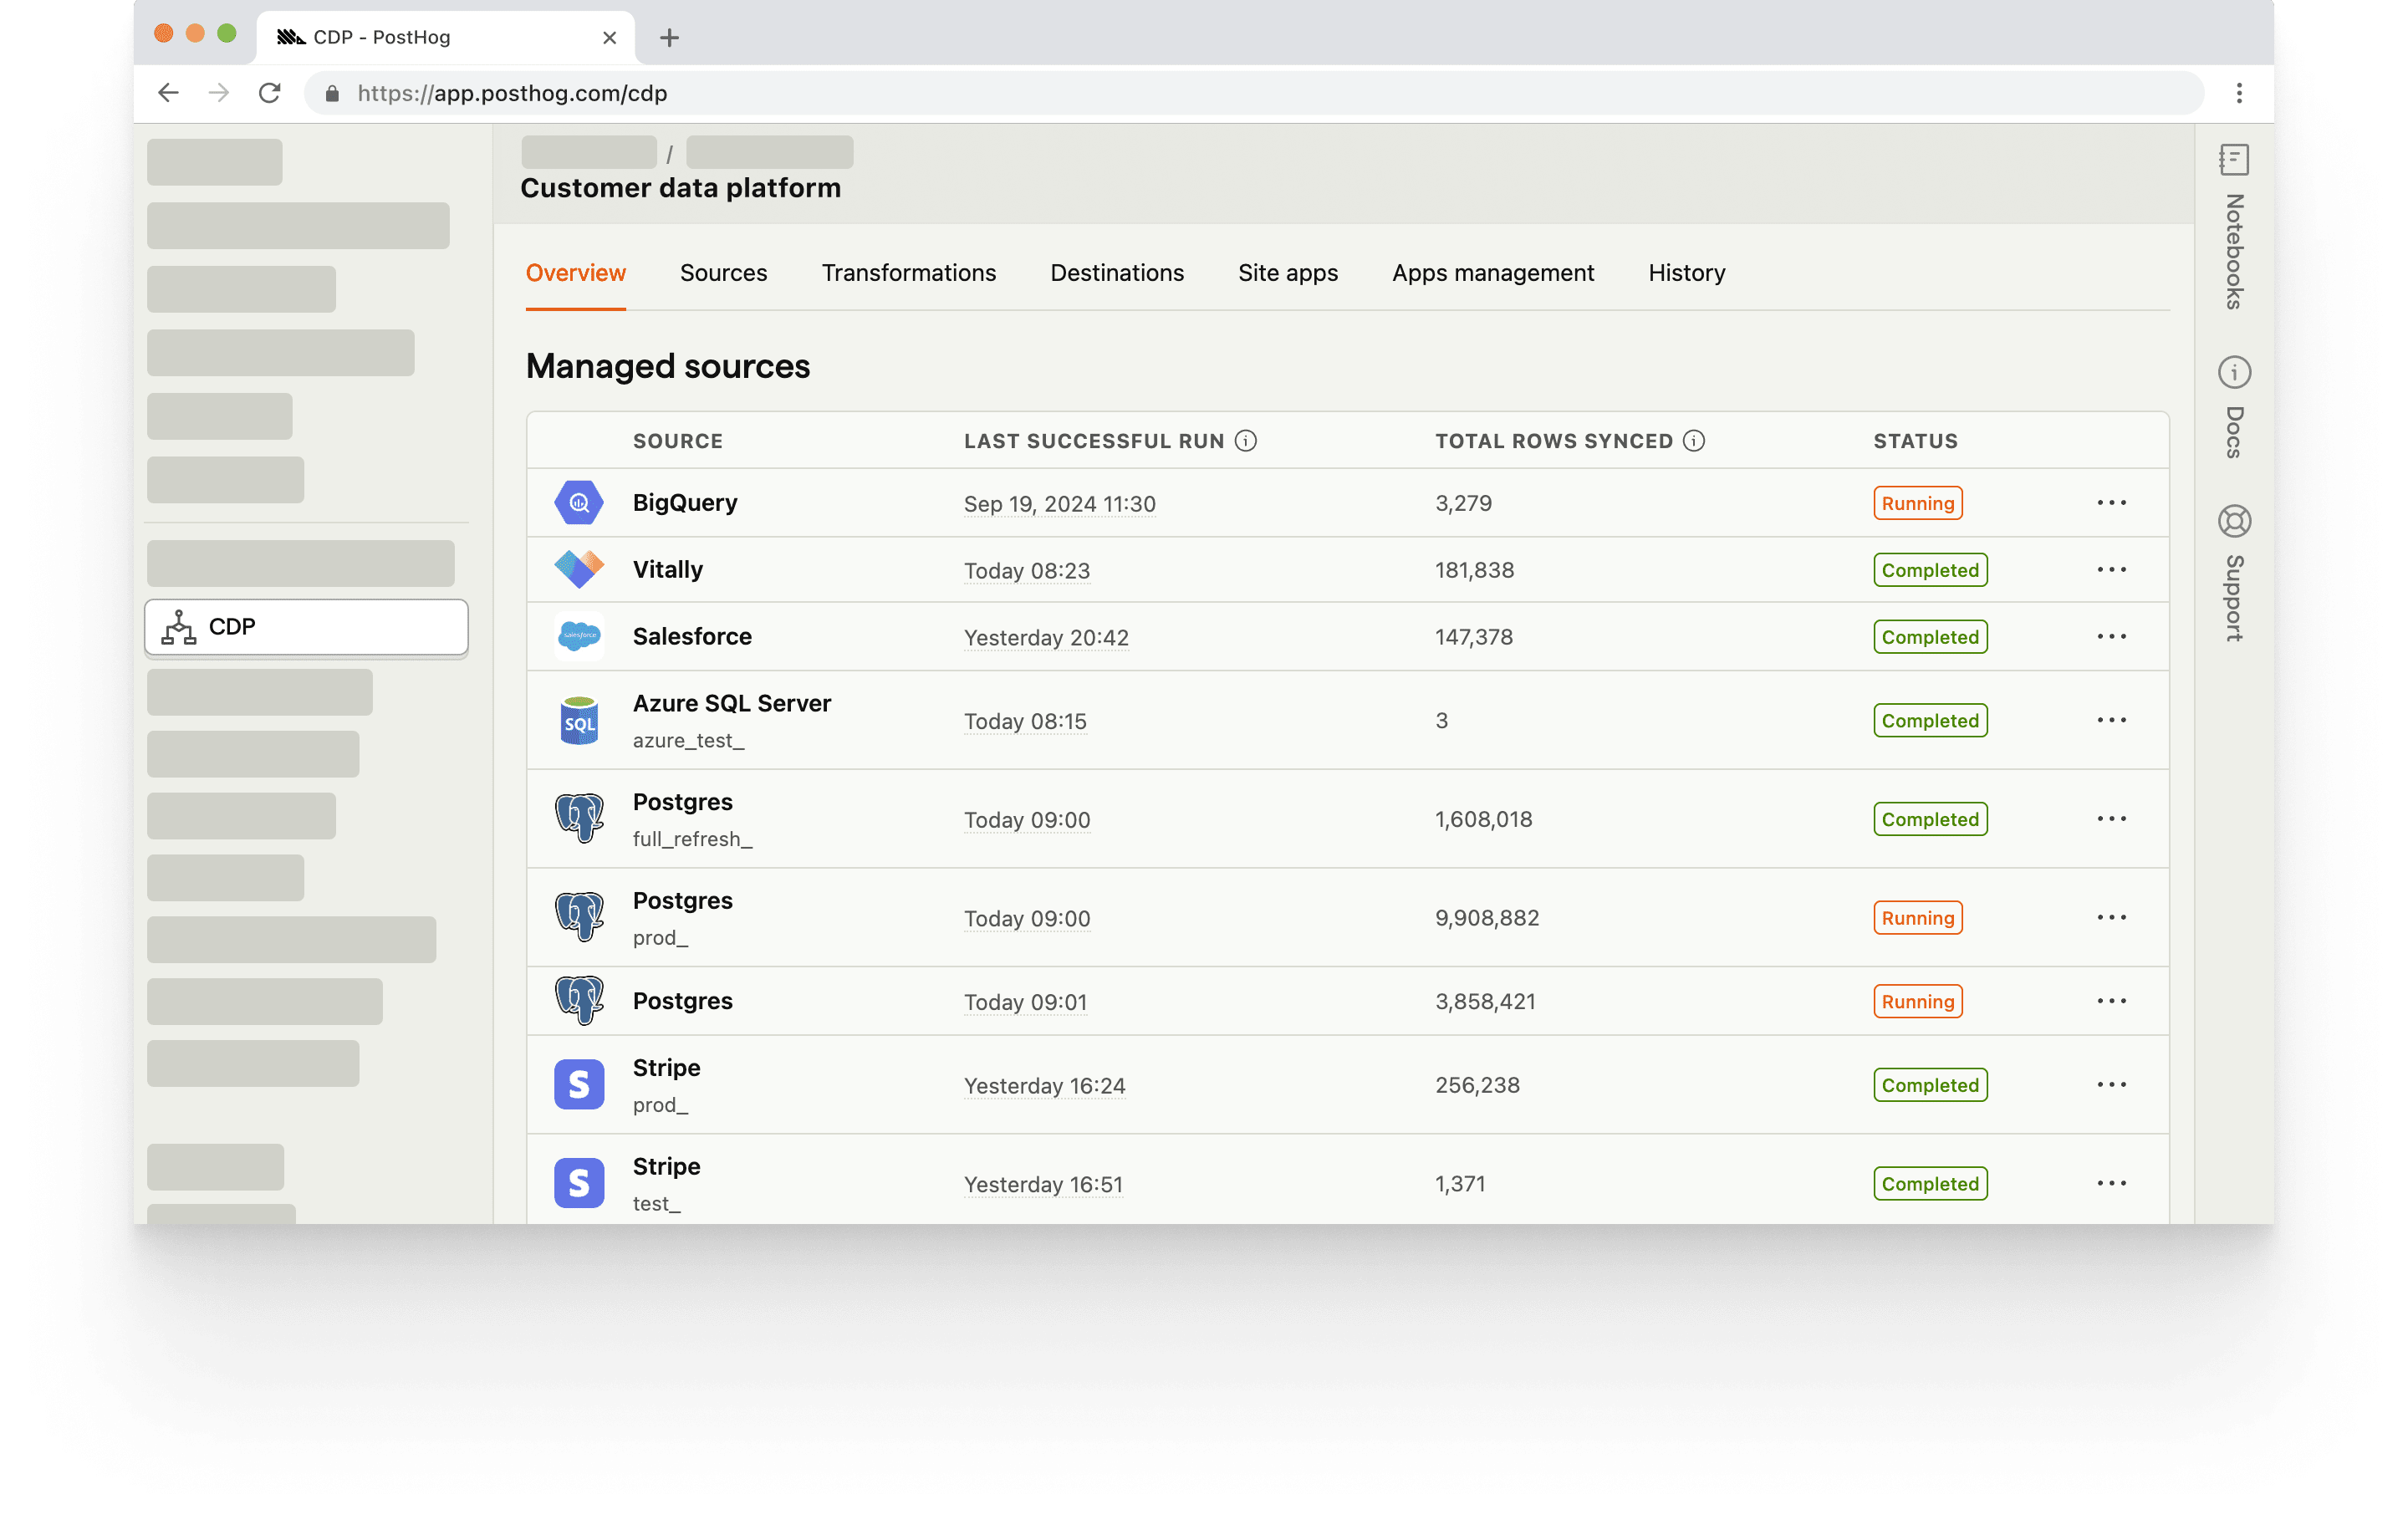 CDP - PostHog
https://app.posthog.com/cdp
/
Customer data platform
Overview Sources Transformations Destinations Site apps Apps management History
Managed sources
SOURCE LAST SUCCESSFUL RUN TOTAL ROWS SYNCED STATUS
BigQuery Sep 19, 2024 11:30 3,279 Running
Vitally Today 08:23 181,838 Completed
CDP
salesforce Salesforce Yesterday 20:42 147,378 Completed
Azure SQL Server
SQL Today 08:15 3 Completed
azure_test_
Postgres
Today 09:00 1,608,018 Completed
full_refresh_
Postgres
Today 09:00 9,908,882 Running
prod_
Postgres Today 09:01 3,858,421 Running
Stripe
S Yesterday 16:24 256,238 Completed
prod_
Stripe
S Yesterday 16:51 1,371 Completed
test_
Notebooks
Docs
Support